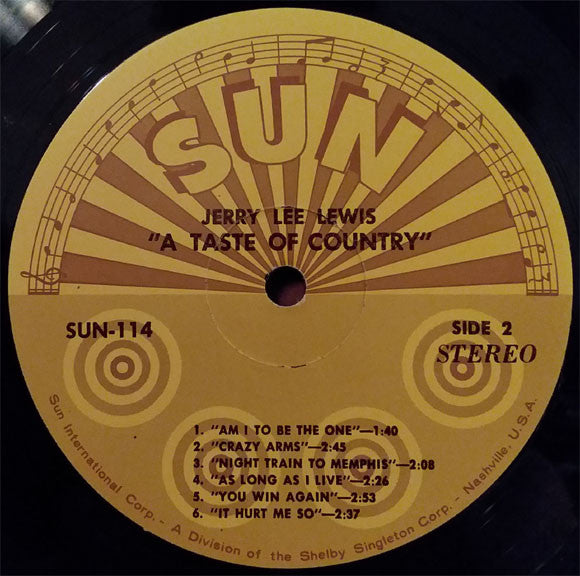 SUN
JERRY LEE LEWIS
"A TASTE OF COUNTRY"
SUN-114
SIDE 2
STEREO
1. "AM I TO BE THE ONE"—1:40
2. "CRAZY ARMS"—2:45
3. "NIGHT TRAIN TO MEMPHIS"—2:08
4. "AS LONG AS I LIVE"—2:26
5. "YOU WIN AGAIN"—2:53
6. "IT HURT ME SO"—2:37
Sun International Corp. - A Division of the Shelby Singleton Corp. - Nashville, U.S.A.